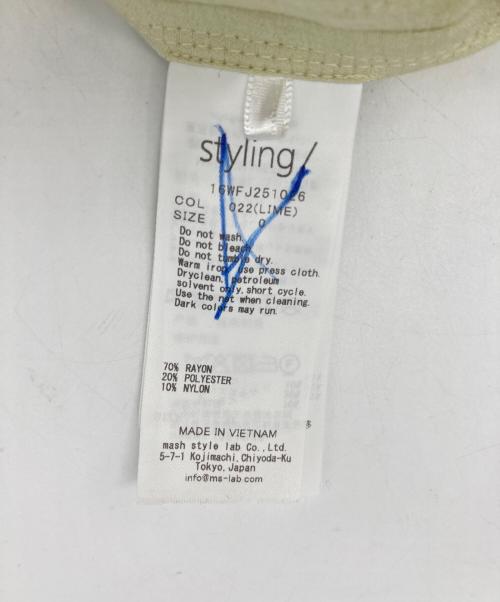 styling/
16WFJ251026
COL 022(LIME)
SIZE 0
Do not wash.
Do not bleach.
Do not tumble dry.
Warm iron, use press cloth.
Dryclean, petroleum
solvent only, short cycle.
Use the net when cleaning.
Dark colors may run.
70% RAYON
20% POLYESTER
10% NYLON
MADE IN VIETNAM
mash style lab Co., Ltd.
5-7-1 Kojimachi, Chiyoda-Ku
Tokyo, Japan
info@ms-lab.com